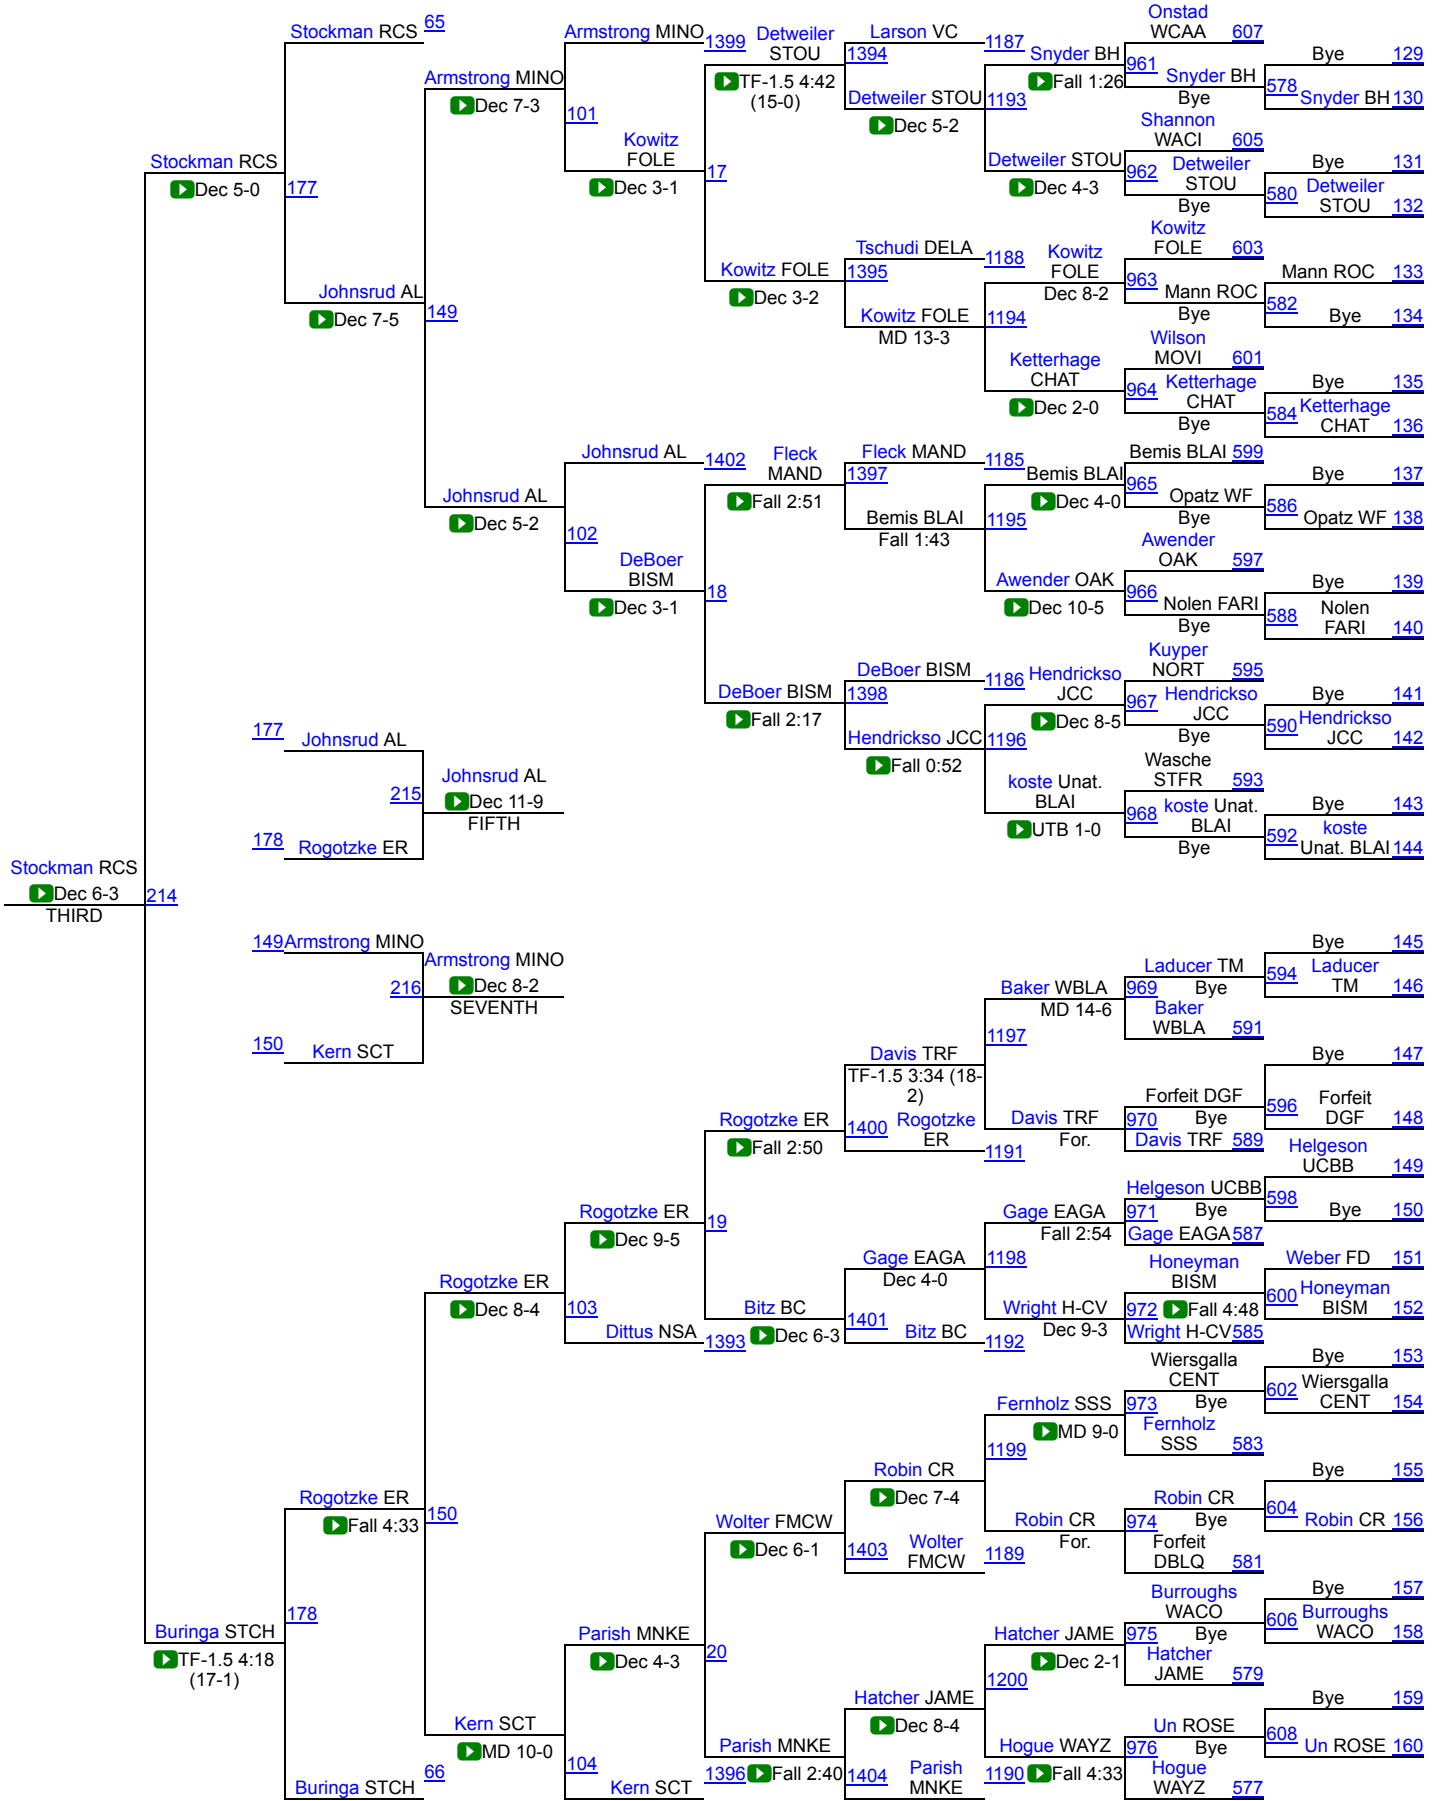 Onstad
Stockman RCS 65
Armstrong MINO 1399
Detweiler
STOU
Larson VC 1187
1394
WCAA 607
Snyder BH
961
Bye 129
Armstrong MINO
Dec 7-3
TF-1.5 4:42
(15-0)
Fall 1:26
Snyder BH
Bye
578
Snyder BH 130
Detweiler STOU 1193
Dec 5-2
101
Kowitz
FOLE
Dec 3-1
17
Shannon
WACI 605
Stockman RCS
Dec 5-0
177
Detweiler STOU
Dec 4-3
962
Detweiler
STOU
Bye
Bye 131
580
Detweiler
STOU 132
Kowitz
FOLE 603
Tschudi DELA 1188
Kowitz FOLE
Dec 3-2
1395
Kowitz
FOLE
Dec 8-2
963
Mann ROC
Bye
Mann ROC 133
582
Bye 134
Johnsrud AL
Dec 7-5
149
Kowitz FOLE
MD 13-3
1194
Wilson
MOVI 601
Ketterhage
CHAT
Dec 2-0
964
Ketterhage
CHAT
Bye
Bye 135
584
Ketterhage
CHAT 136
Johnsrud AL 1402
Fleck
MAND
Fall 2:51
Fleck MAND 1185
1397
Bemis BLAI 599
Bemis BLAI
Dec 4-0
965
Opatz WF
Bye
Bye 137
586
Opatz WF 138
Johnsrud AL
Dec 5-2
102
Bemis BLAI
Fall 1:43
1195
DeBoer
BISM
Dec 3-1
18
Awender
OAK 597
Awender OAK
Dec 10-5
966
Nolen FARI
Bye
Bye 139
588
Nolen
FARI 140
Kuyper
NORT 595
DeBoer BISM
Fall 2:17
DeBoer BISM 1186
1398
Hendrickso
JCC
Dec 8-5
967
Hendrickso
JCC
Bye
Bye 141
590
Hendrickso
JCC 142
177
Johnsrud AL
Hendrickso JCC
Fall 0:52
1196
Wasche
STFR 593
215
Johnsrud AL
Dec 11-9
FIFTH
koste Unat.
BLAI
UTB 1-0
968
koste Unat.
BLAI
Bye
Bye 143
592
koste
Unat. BLAI 144
178
Rogotzke ER
Stockman RCS
Dec 6-3
THIRD
214
149 Armstrong MINO
216
Armstrong MINO
Dec 8-2
SEVENTH
150
Kern SCT
Bye 145
Laducer TM
594
Laducer
TM 146
Baker WBLA
MD 14-6
969
Bye
Baker
WBLA 591
1197
Davis TRF
TF-1.5 3:34 (18-
2)
Bye 147
Forfeit DGF
596
Forfeit
DGF 148
Rogotzke ER
Fall 2:50
1400
Rogotzke
ER 1191
Davis TRF
For.
970
Bye
Davis TRF 589
Helgeson
UCBB 149
Rogotzke ER
Dec 9-5
19
Gage EAGA
Fall 2:54
Helgeson UCBB
971
Bye
Gage EAGA 587
598
Bye 150
Gage EAGA
Dec 4-0
1198
Honeyman
BISM
Weber FD 151
600
Honeyman
BISM 152
Rogotzke ER
Dec 8-4
103
Dittus NSA 1393
Bitz BC
Dec 6-3
1401
Bitz BC 1192
Wright H-CV
Dec 9-3
972
Fall 4:48
Wright H-CV 585
Wiersgalla
CENT
Bye 153
602
Wiersgalla
CENT 154
Fernholz SSS
MD 9-0
973
Bye
Fernholz
SSS 583
1199
Robin CR
Dec 7-4
Bye 155
Rogotzke ER
Fall 4:33
150
Robin CR
604
Robin CR 156
Wolter FMCW
Dec 6-1
1403
Wolter
FMCW 1189
Robin CR
For.
974
Bye
Forfeit
DBLQ 581
178
Buringa STCH
TF-1.5 4:18
(17-1)
Parish MNKE
Dec 4-3
20
Burroughs
WACO
Bye 157
606
Burroughs
WACO 158
Hatcher JAME
Dec 2-1
975
Bye
Hatcher
JAME 579
1200
Hatcher JAME
Dec 8-4
Bye 159
Kern SCT
MD 10-0
Un ROSE
608
Un ROSE 160
Parish MNKE
Fall 2:40
1404
Parish
MNKE 1190
Hogue WAYZ
Fall 4:33
976
Bye
Hogue
WAYZ 577
Buringa STCH 66
104
Kern SCT 1396